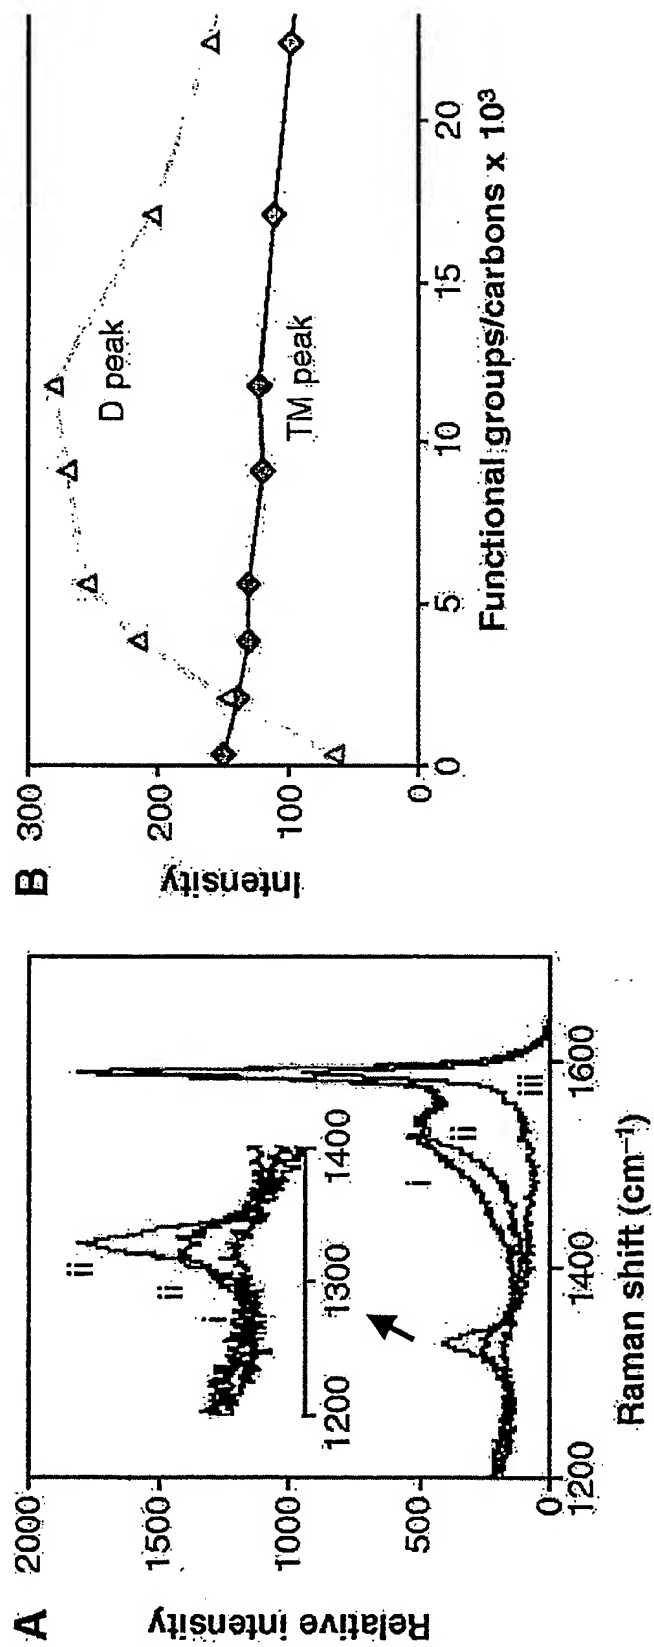 A
Relative intensity
2000
1500
1000
500
0
1200
1400
1600
Raman shift (cm⁻¹)
i
ii
iii
ii
ii
i
1200
1300
1400
B
Intensity
300
200
100
0
0
5
10
15
20
Functional groups/carbons x 10³
D peak
TM peak